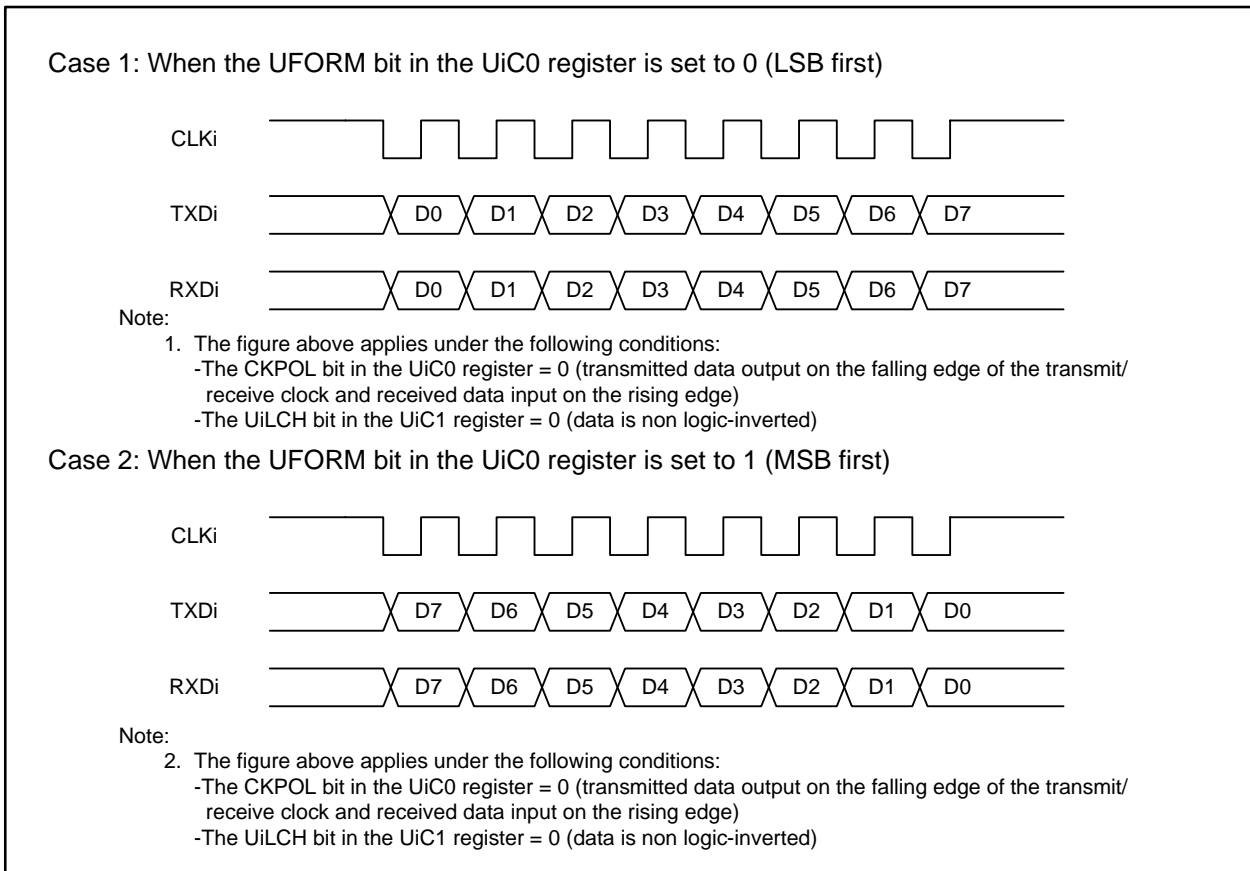 Case 1: When the UFORM bit in the UiC0 register is set to 0 (LSB first)
CLKi
TXDi D0 D1 D2 D3 D4 D5 D6 D7
RXDi D0 D1 D2 D3 D4 D5 D6 D7
Note:
1. The figure above applies under the following conditions:
-The CKPOL bit in the UiC0 register = 0 (transmitted data output on the falling edge of the transmit/
receive clock and received data input on the rising edge)
-The UiLCH bit in the UiC1 register = 0 (data is non logic-inverted)
Case 2: When the UFORM bit in the UiC0 register is set to 1 (MSB first)
CLKi
TXDi D7 D6 D5 D4 D3 D2 D1 D0
RXDi D7 D6 D5 D4 D3 D2 D1 D0
Note:
2. The figure above applies under the following conditions:
-The CKPOL bit in the UiC0 register = 0 (transmitted data output on the falling edge of the transmit/
receive clock and received data input on the rising edge)
-The UiLCH bit in the UiC1 register = 0 (data is non logic-inverted)